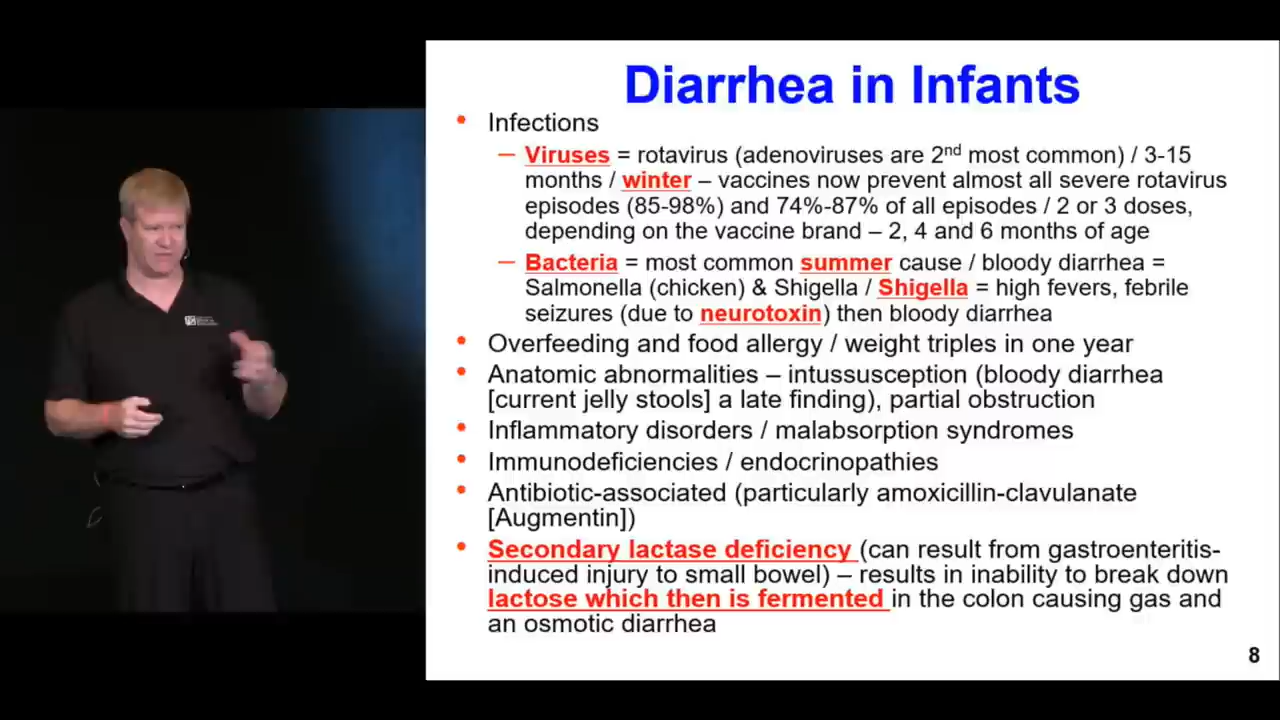 Diarrhea in Infants
• Infections
– Viruses = rotavirus (adenoviruses are 2nd most common) / 3-15
months / winter – vaccines now prevent almost all severe rotavirus
episodes (85-98%) and 74%-87% of all episodes / 2 or 3 doses,
depending on the vaccine brand – 2, 4 and 6 months of age
– Bacteria = most common summer cause / bloody diarrhea =
Salmonella (chicken) & Shigella / Shigella = high fevers, febrile
seizures (due to neurotoxin) then bloody diarrhea
• Overfeeding and food allergy / weight triples in one year
• Anatomic abnormalities – intussusception (bloody diarrhea
[current jelly stools] a late finding), partial obstruction
• Inflammatory disorders / malabsorption syndromes
• Immunodeficiencies / endocrinopathies
• Antibiotic-associated (particularly amoxicillin-clavulanate
[Augmentin])
• Secondary lactase deficiency (can result from gastroenteritis-
induced injury to small bowel) – results in inability to break down
lactose which then is fermented in the colon causing gas and
an osmotic diarrhea
8